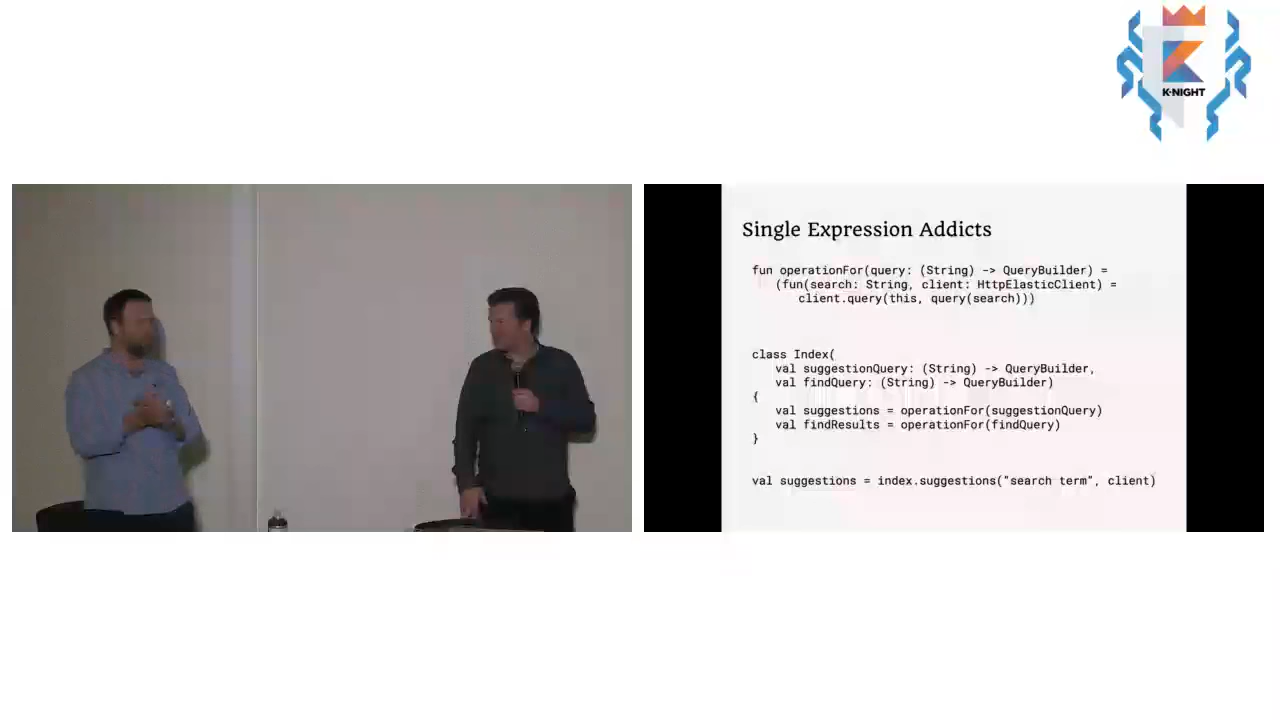 K-NIGHT
Single Expression Addicts
fun operationFor(query: (String) -> QueryBuilder) =
(fun(search: String, client: HttpElasticClient) =
client.query(this, query(search)))
class Index(
val suggestionQuery: (String) -> QueryBuilder,
val findQuery: (String) -> QueryBuilder)
{
val suggestions = operationFor(suggestionQuery)
val findResults = operationFor(findQuery)
}
val suggestions = index.suggestions("search term", client)